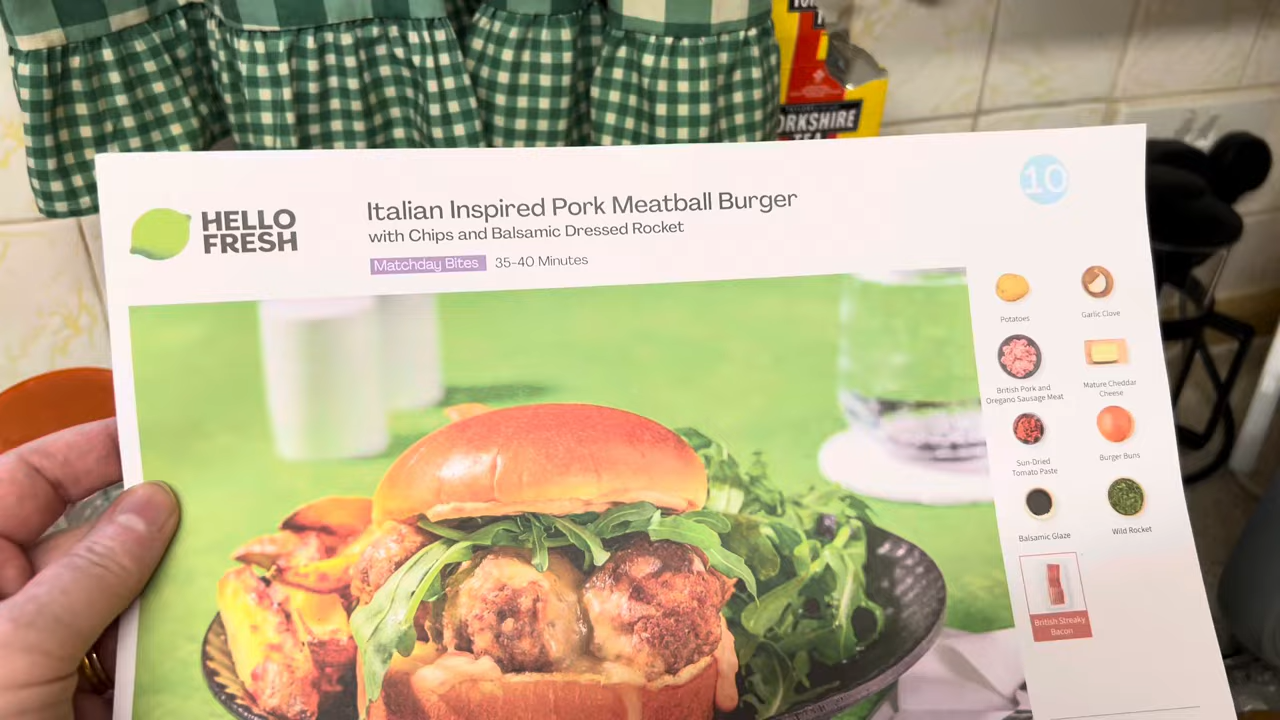 YORKSHIRE
TEA
HELLO
FRESH
Italian Inspired Pork Meatball Burger
with Chips and Balsamic Dressed Rocket
Matchday Bites 35-40 Minutes
10
Potatoes
Garlic Clove
British Pork and
Oregano Sausage Meat
Mature Cheddar
Cheese
Sun-Dried
Tomato Paste
Burger Buns
Balsamic Glaze
Wild Rocket
British Streaky
Bacon